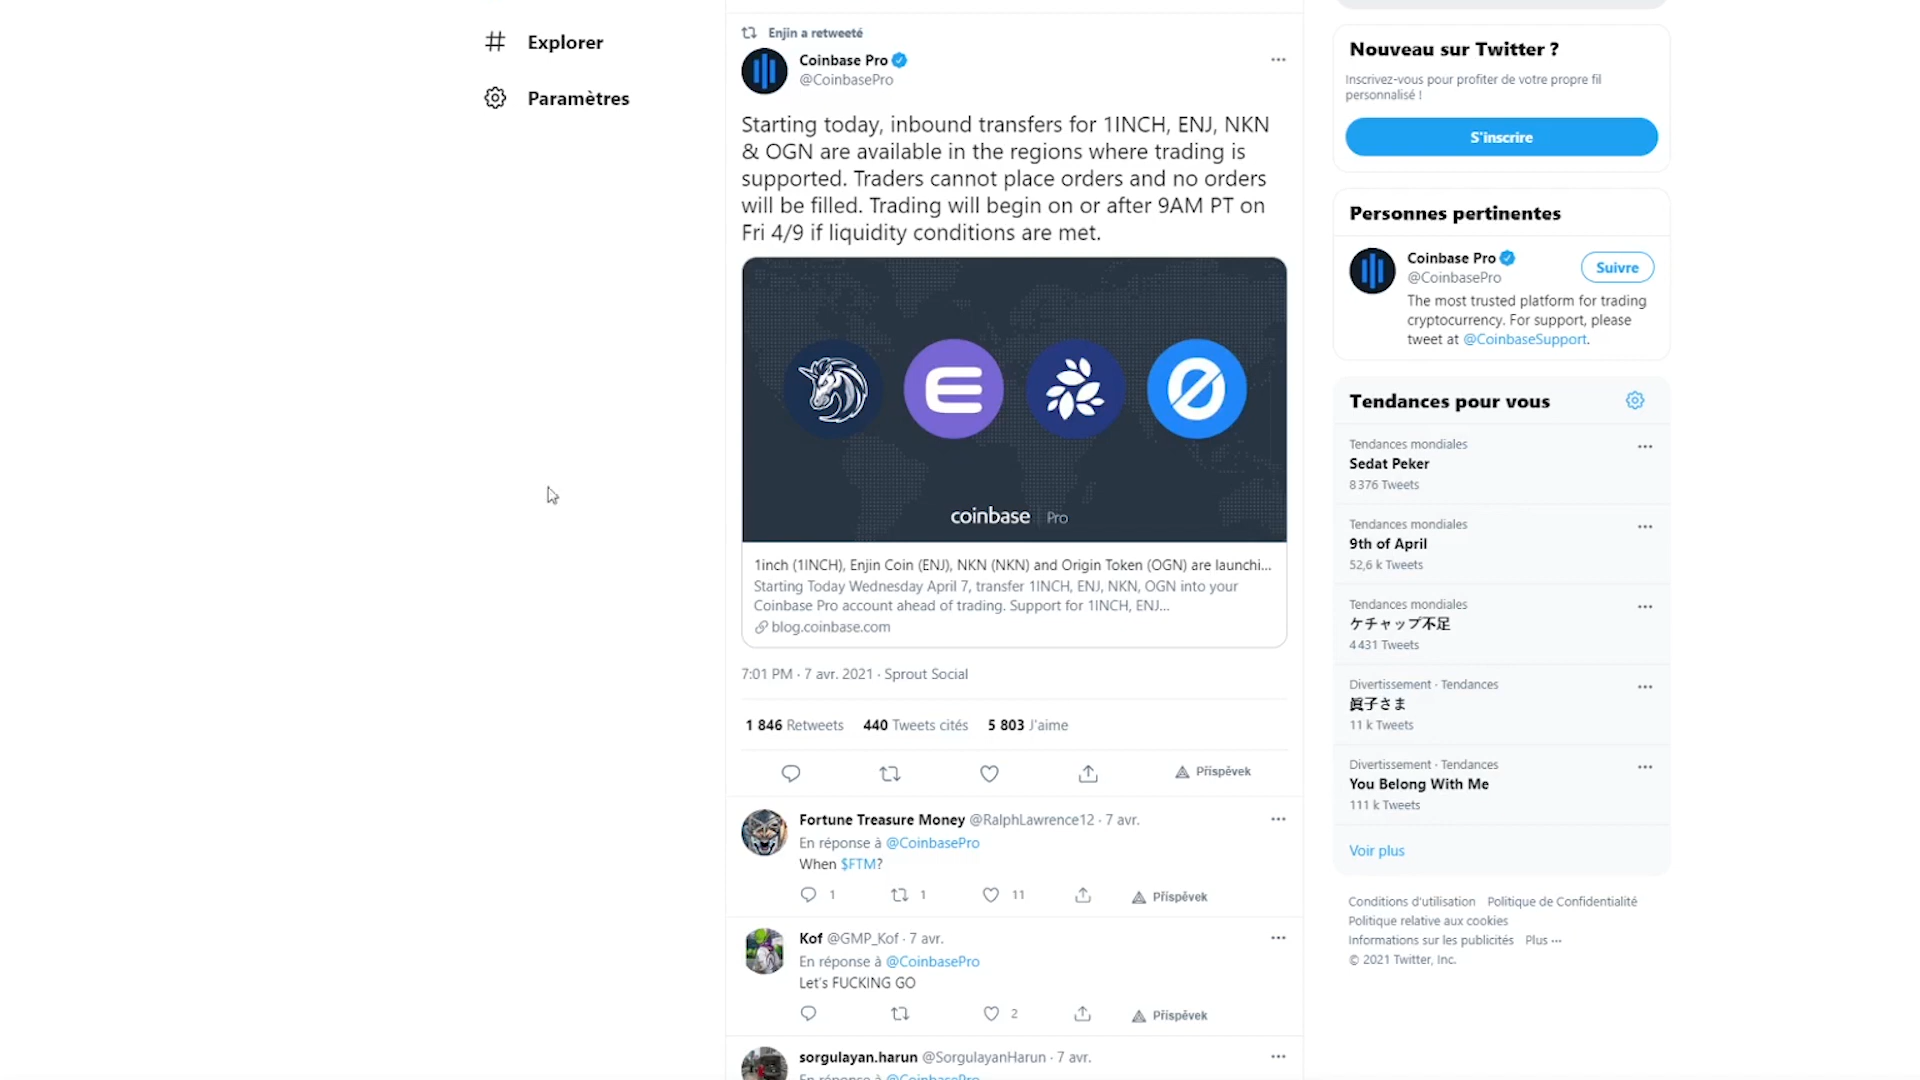 Explorer
Paramètres
Enjin a retweeté
Coinbase Pro
@CoinbasePro
Starting today, inbound transfers for 1INCH, ENJ, NKN
& OGN are available in the regions where trading is
supported. Traders cannot place orders and no orders
will be filled. Trading will begin on or after 9AM PT on
Fri 4/9 if liquidity conditions are met.
coinbase Pro
1inch (1INCH), Enjin Coin (ENJ), NKN (NKN) and Origin Token (OGN) are launchi...
Starting Today Wednesday April 7, transfer 1INCH, ENJ, NKN, OGN into your
Coinbase Pro account ahead of trading. Support for 1INCH, ENJ...
blog.coinbase.com
7:01 PM · 7 avr. 2021 · Sprout Social
1 846 Retweets 440 Tweets cités 5 803 J'aime
Příspěvek
Fortune Treasure Money @RalphLawrence12 · 7 avr.
En réponse à @CoinbasePro
When $FTM?
1 1 11 Příspěvek
Kof @GMP_Kof · 7 avr.
En réponse à @CoinbasePro
Let's FUCKING GO
2 Příspěvek
sorgulayan.harun @SorgulayanHarun · 7 avr.
En réponse à @CoinbasePro
Nouveau sur Twitter ?
Inscrivez-vous pour profiter de votre propre fil
personnalisé !
S'inscrire
Personnes pertinentes
Coinbase Pro
@CoinbasePro
Suivre
The most trusted platform for trading
cryptocurrency. For support, please
tweet at @CoinbaseSupport.
Tendances pour vous
Tendances mondiales
Sedat Peker
8 376 Tweets
Tendances mondiales
9th of April
52,6 k Tweets
Tendances mondiales
ケチャップ不足
4 431 Tweets
Divertissement · Tendances
眞子さま
11 k Tweets
Divertissement · Tendances
You Belong With Me
111 k Tweets
Voir plus
Conditions d'utilisation Politique de Confidentialité
Politique relative aux cookies
Informations sur les publicités Plus ···
© 2021 Twitter, Inc.